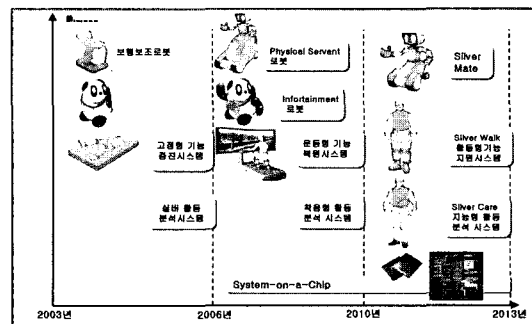 보행보조로봇
Physical Servant
로봇
Silver
Mate
Infortainment
로봇
고정형 기능
증진시스템
운동형 기능
복원시스템
Silver Walk
활동형기능
지원시스템
실버 활동
분석시스템
착용형 활동
분석 시스템
Silver Care
지능형 활동
분석 시스템
System-on-a-Chip
2003년
2006년
2010년
2013년